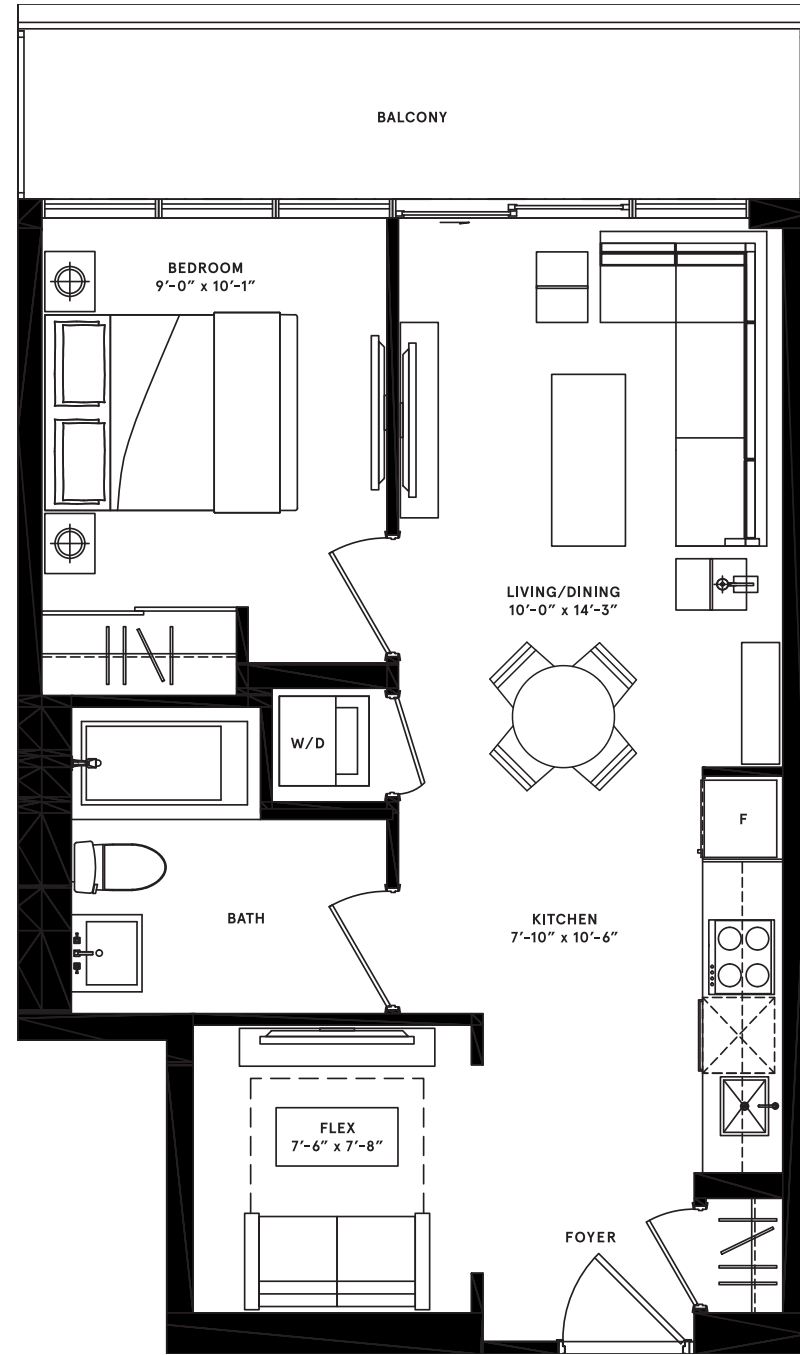 BALCONY
BEDROOM
9′-0″ x 10′-1″
LIVING/DINING
10′-0″ x 14′-3″
W/D
F
BATH
KITCHEN
7′-10″ x 10′-6″
FLEX
7′-6″ x 7′-8″
FOYER